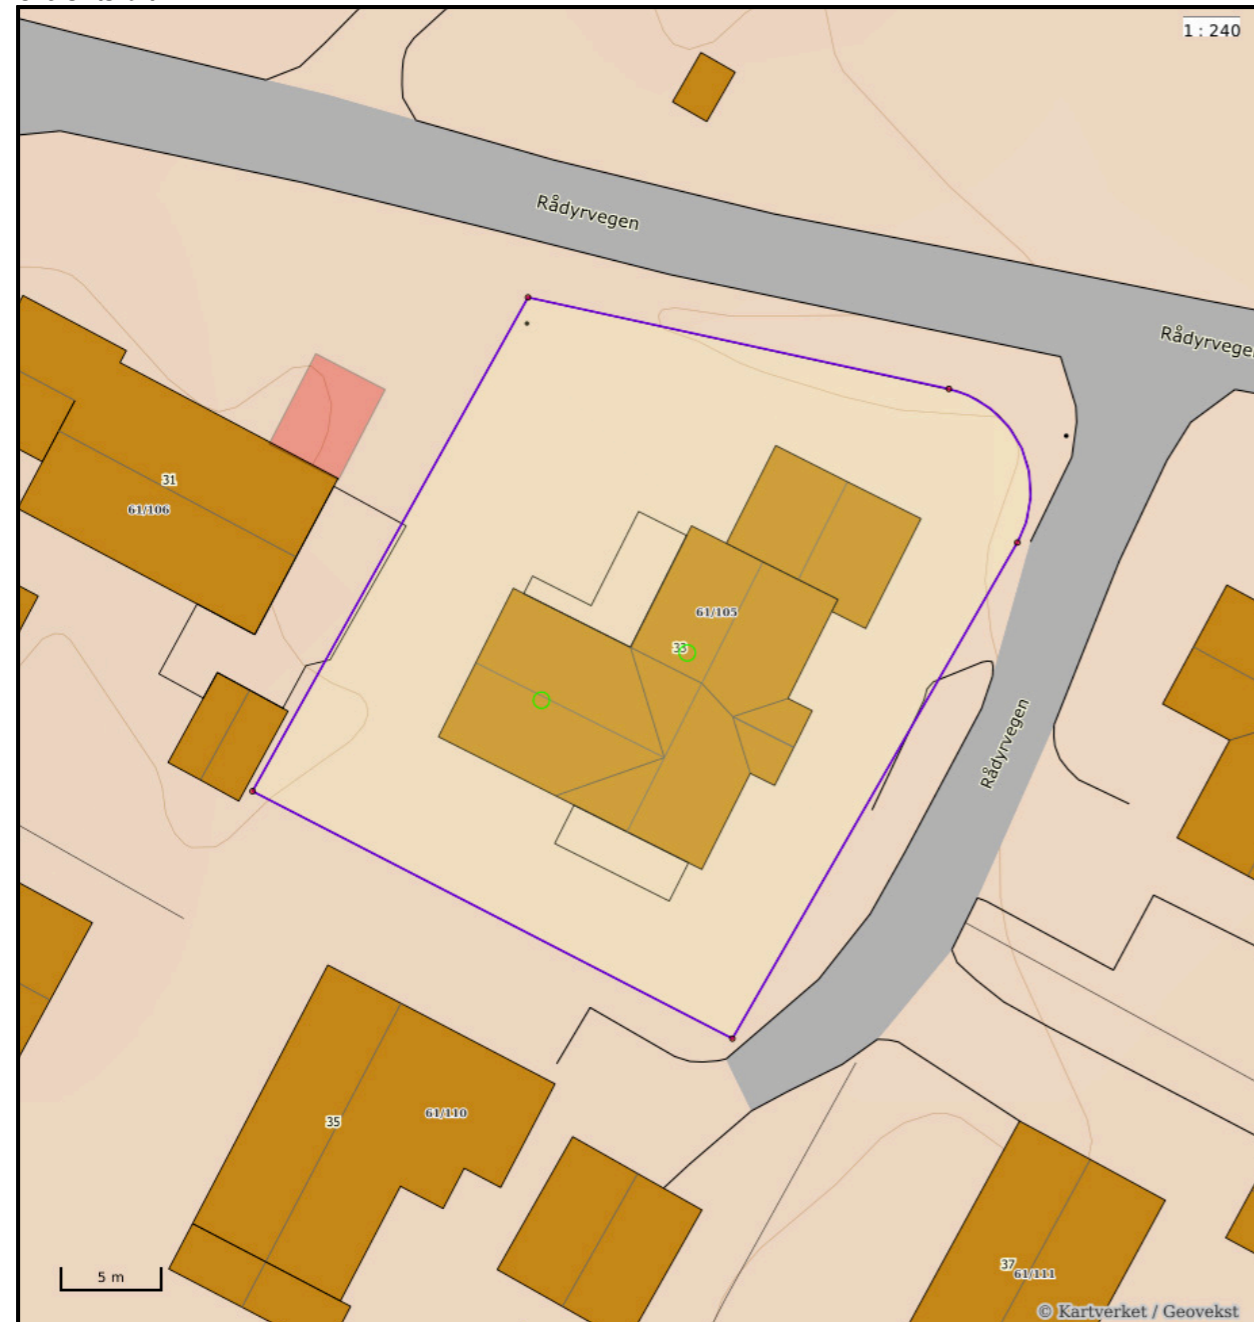 1 : 240
Rådyrvegen
Rådyrvegen
31
61/106
61/105
33
Rådyrvegen
61/110
35
37
61/111
5 m
© Kartverket / Geovekst